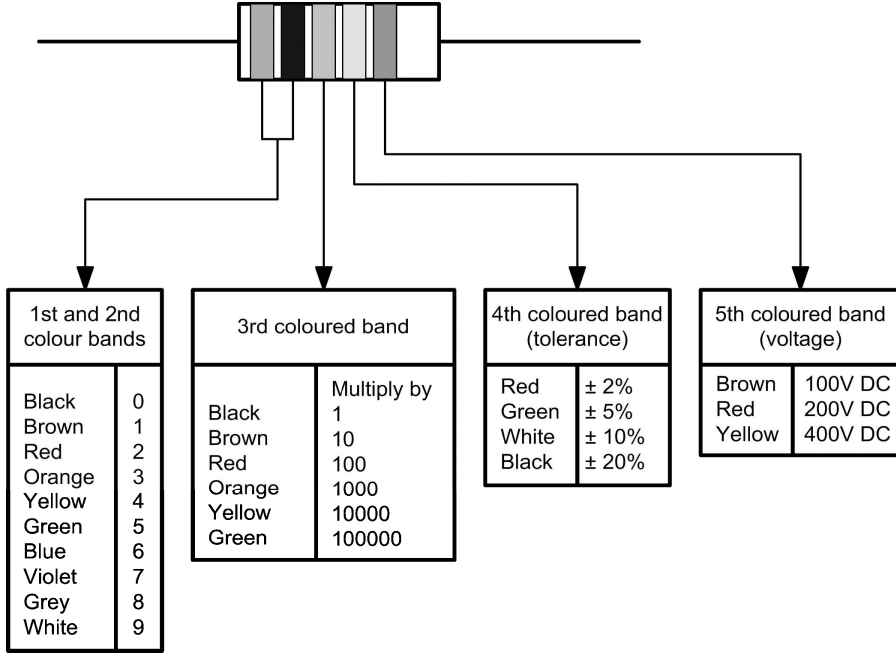 1st and 2nd
colour bands
Black 0
Brown 1
Red 2
Orange 3
Yellow 4
Green 5
Blue 6
Violet 7
Grey 8
White 9
3rd coloured band
Multiply by
Black 1
Brown 10
Red 100
Orange 1000
Yellow 10000
Green 100000
4th coloured band
(tolerance)
Red ± 2%
Green ± 5%
White ± 10%
Black ± 20%
5th coloured band
(voltage)
Brown 100V DC
Red 200V DC
Yellow 400V DC